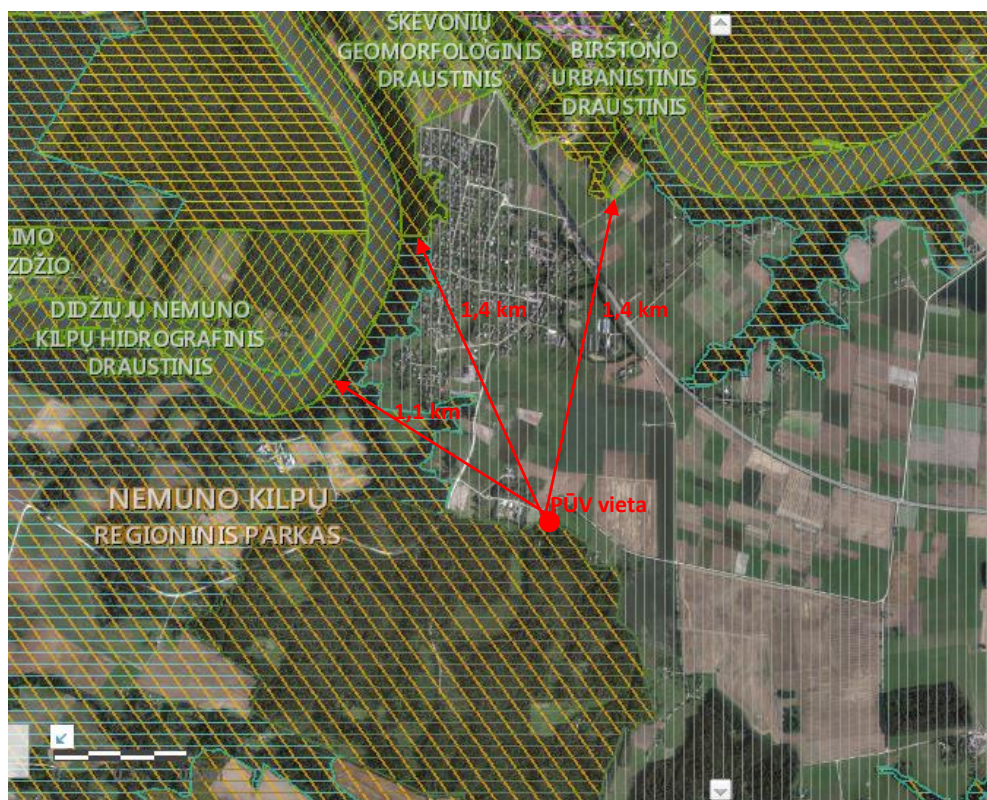 ŠKĖVONIŲ
GEOMORFOLOGINIS
DRAUSTINIS
BIRŠTONO
URBANISTINIS
DRAUSTINIS
DIDŽIŲJŲ NEMUNO
KILPŲ HIDROGRAFINIS
DRAUSTINIS
1,4 km
1,4 km
1,1 km
PŪV vieta
NEMUNO KILPŲ
REGIONINIS PARKAS